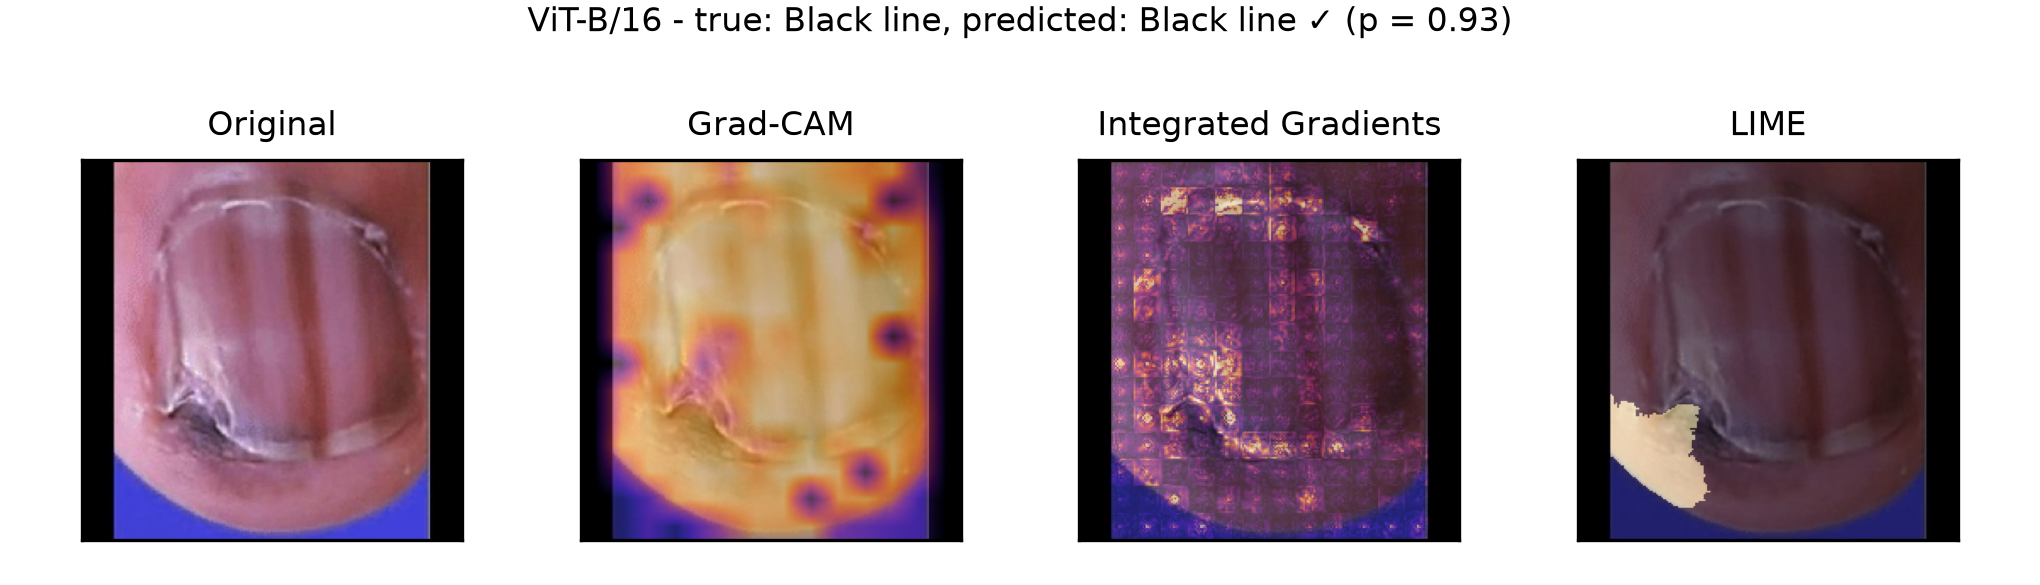 ViT-B/16 - true: Black line, predicted: Black line ✓ (p = 0.93)
Original
Grad-CAM
Integrated Gradients
LIME